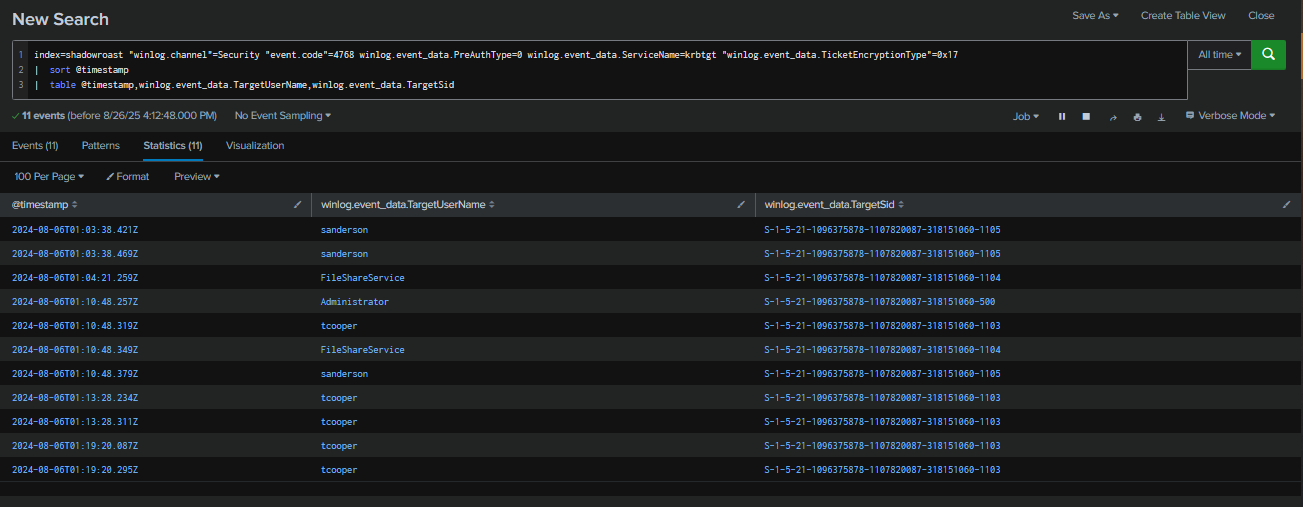 New Search
Save As Create Table View Close
1 index=shadowroast "winlog.channel"=Security "event.code"=4768 winlog.event_data.PreAuthType=0 winlog.event_data.ServiceName=krbtgt "winlog.event_data.TicketEncryptionType"=0x17
2 | sort @timestamp
3 | table @timestamp,winlog.event_data.TargetUserName,winlog.event_data.TargetSid
All time
11 events (before 8/26/25 4:12:48.000 PM) No Event Sampling
Job Verbose Mode
Events (11) Patterns Statistics (11) Visualization
100 Per Page Format Preview
@timestamp winlog.event_data.TargetUserName winlog.event_data.TargetSid
2024-08-06T01:03:38.421Z sanderson S-1-5-21-1096375878-1107820087-318151060-1105
2024-08-06T01:03:38.469Z sanderson S-1-5-21-1096375878-1107820087-318151060-1105
2024-08-06T01:04:21.259Z FileShareService S-1-5-21-1096375878-1107820087-318151060-1104
2024-08-06T01:10:48.257Z Administrator S-1-5-21-1096375878-1107820087-318151060-500
2024-08-06T01:10:48.319Z tcooper S-1-5-21-1096375878-1107820087-318151060-1103
2024-08-06T01:10:48.349Z FileShareService S-1-5-21-1096375878-1107820087-318151060-1104
2024-08-06T01:10:48.379Z sanderson S-1-5-21-1096375878-1107820087-318151060-1105
2024-08-06T01:13:28.234Z tcooper S-1-5-21-1096375878-1107820087-318151060-1103
2024-08-06T01:13:28.311Z tcooper S-1-5-21-1096375878-1107820087-318151060-1103
2024-08-06T01:19:20.087Z tcooper S-1-5-21-1096375878-1107820087-318151060-1103
2024-08-06T01:19:20.295Z tcooper S-1-5-21-1096375878-1107820087-318151060-1103